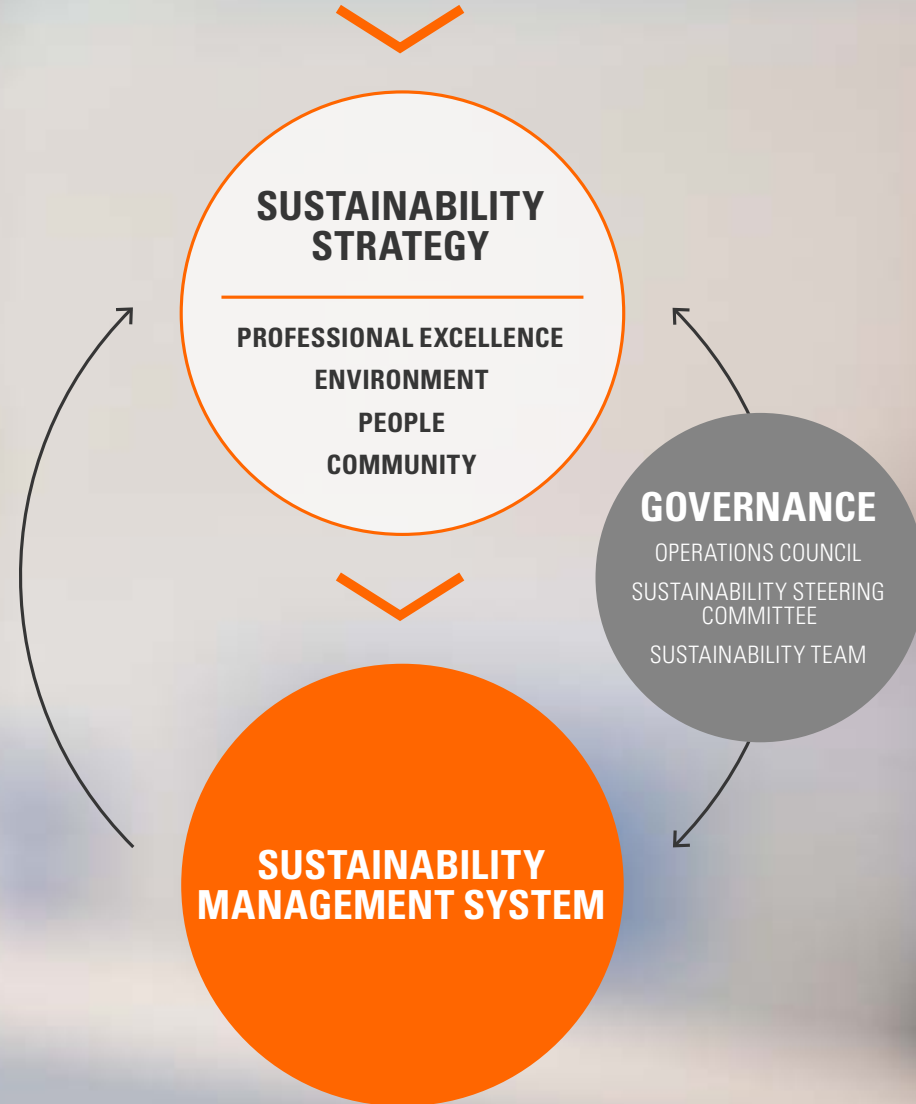 SUSTAINABILITY
STRATEGY
PROFESSIONAL EXCELLENCE
ENVIRONMENT
PEOPLE
COMMUNITY
GOVERNANCE
OPERATIONS COUNCIL
SUSTAINABILITY STEERING
COMMITTEE
SUSTAINABILITY TEAM
SUSTAINABILITY
MANAGEMENT SYSTEM